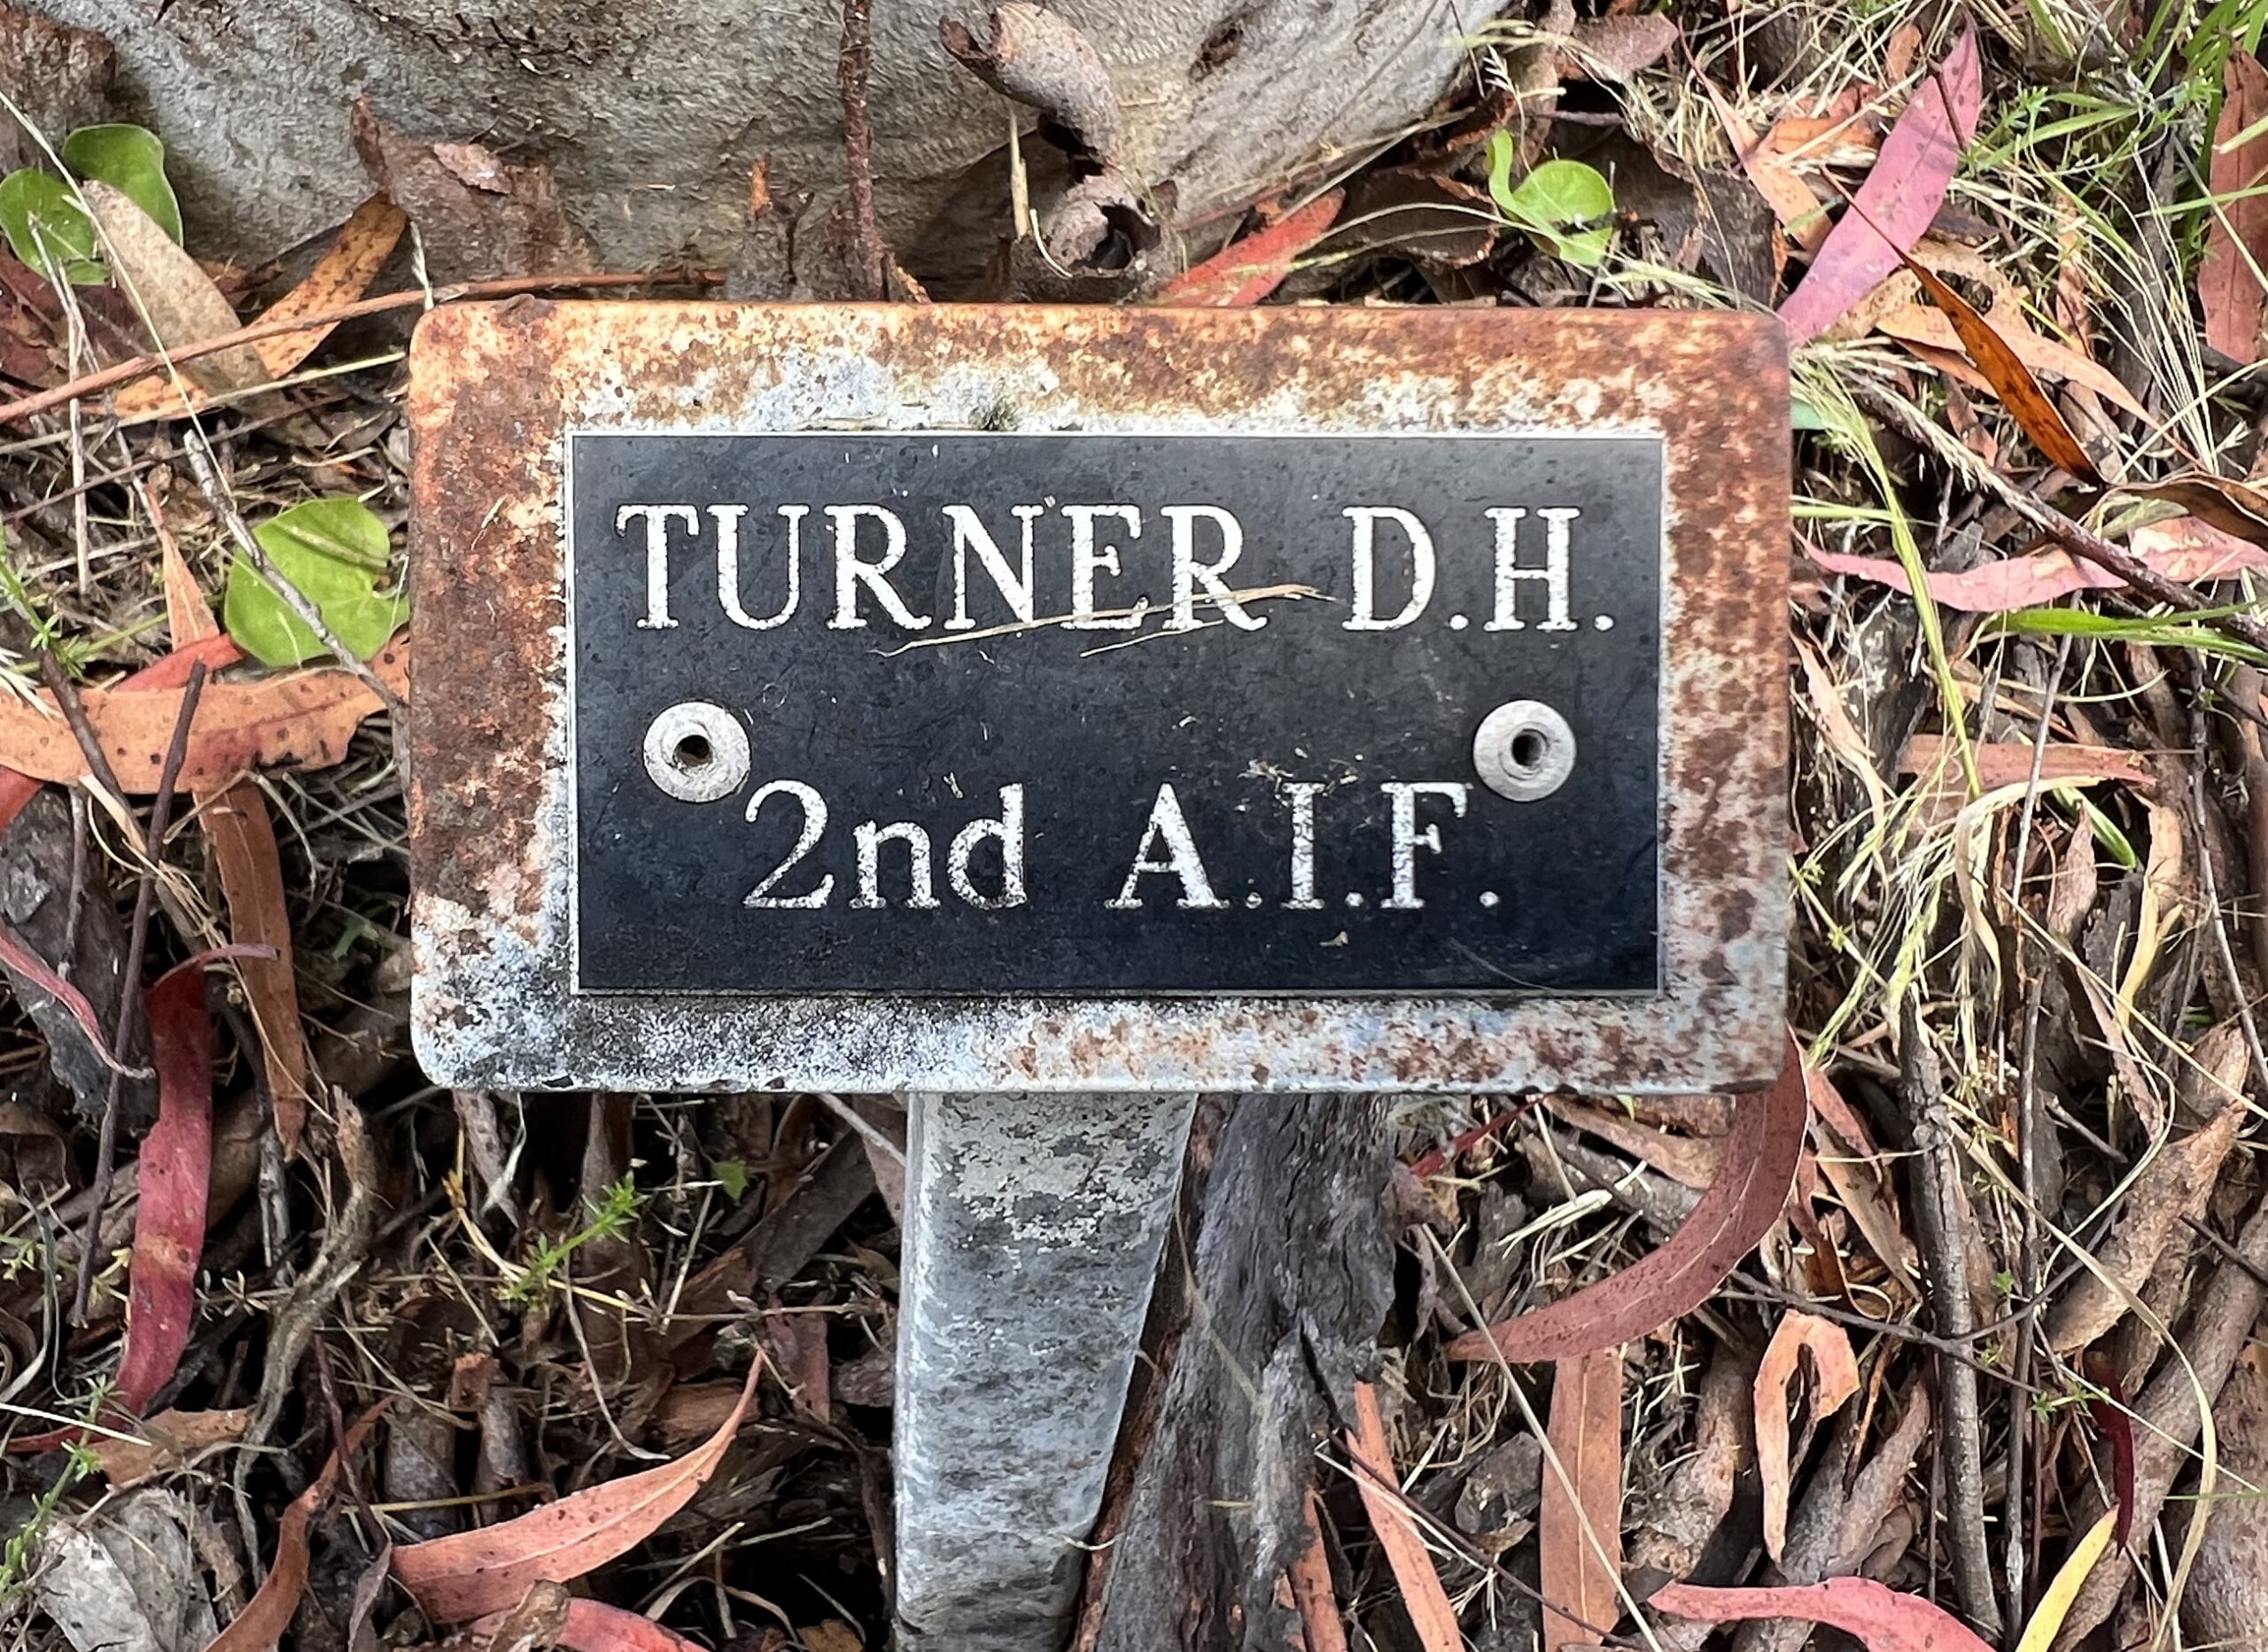 TURNER D.H.
2nd A.I.F.